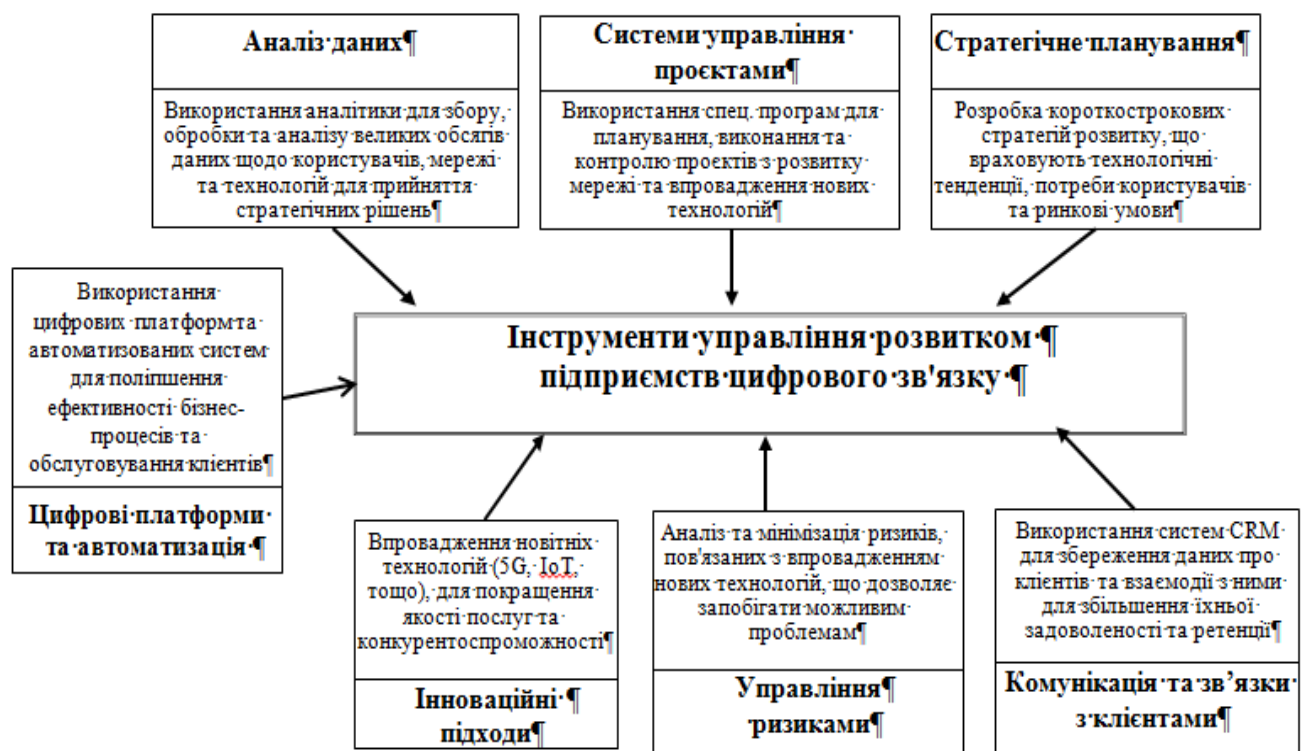 Аналіз даних¶
Використання аналітики для збору,
обробки та аналізу великих обсягів
даних щодо користувачів, мережі
та технологій для прийняття
стратегічних рішень¶
Системи управління
проєктами¶
Використання спец. програм для
планування, виконання та
контролю проєктів з розвитку
мережі та впровадження нових
технологій¶
Стратегічне планування¶
Розробка короткострокових
стратегій розвитку, що
враховують технологічні
тенденції, потреби користувачів
та ринкові умови¶
Використання
цифрових платформ та
автоматизованих систем
для поліпшення
ефективності бізнес-
процесів та
обслуговування клієнтів¶
Цифрові платформи
та автоматизація ¶
Інструменти управління розвитком ¶
підприємств цифрового зв'язку ¶
Впровадження новітніх
технологій (5G, IoT,
тощо), для покращення
якості послуг та
конкурентоспроможності¶
Інноваційні ¶
підходи¶
Аналіз та мінімізація ризиків,
пов'язаних з впровадженням
нових технологій, що дозволяє
запобігати можливим
проблемам¶
Управління¶
ризиками¶
Використання систем CRM
для збереження даних про
клієнтів та взаємодії з ними
для збільшення їхньої
задоволеності та ретенції¶
Комунікація та зв’язки
з клієнтами¶